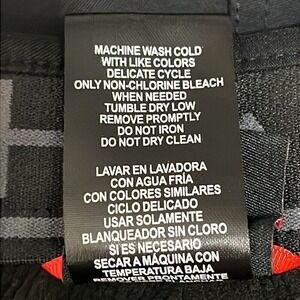 MACHINE WASH COLD
WITH LIKE COLORS
DELICATE CYCLE
ONLY NON-CHLORINE BLEACH
WHEN NEEDED
TUMBLE DRY LOW
REMOVE PROMPTLY
DO NOT IRON
DO NOT DRY CLEAN
LAVAR EN LAVADORA
CON AGUA FRÍA
CON COLORES SIMILARES
CICLO DELICADO
USAR SOLAMENTE
BLANQUEADOR SIN CLORO
SI ES NECESARIO
SECAR A MÁQUINA CON
TEMPERATURA BAJA
REMOVER PRONTAMENTE